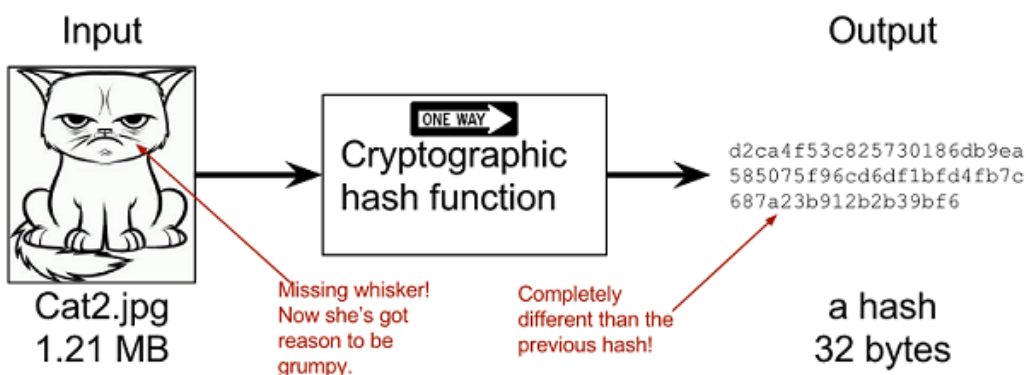 Input
Output
ONE WAY
Cryptographic
hash function
d2ca4f53c825730186db9ea
585075f96cd6df1bfd4fb7c
687a23b912b2b39bf6
Missing whisker!
Now she's got
reason to be
grumpy.
Completely
different than the
previous hash!
Cat2.jpg
1.21 MB
a hash
32 bytes